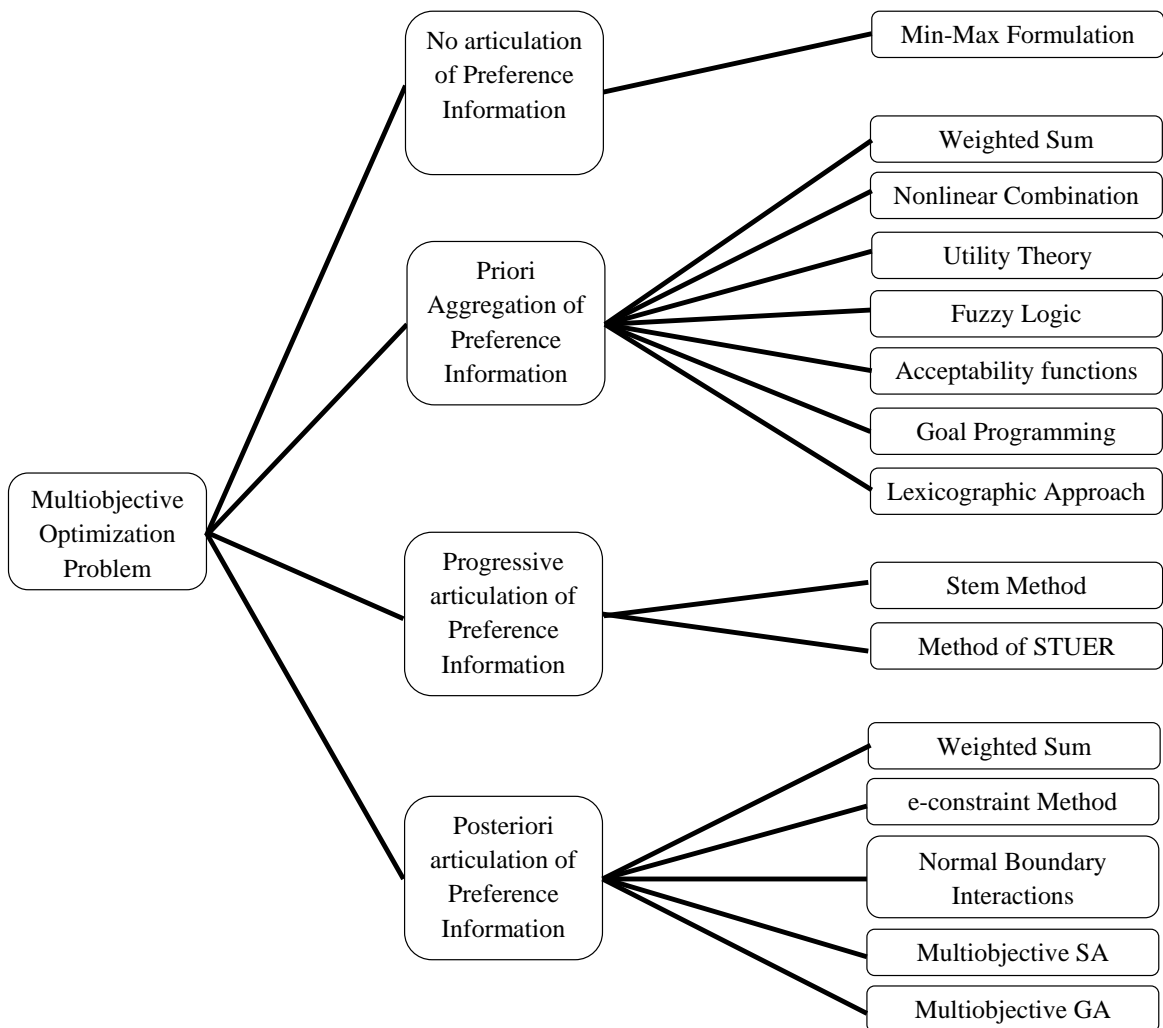 Multiobjective
Optimization
Problem
No articulation
of Preference
Information
Min-Max Formulation
Priori
Aggregation of
Preference
Information
Weighted Sum
Nonlinear Combination
Utility Theory
Fuzzy Logic
Acceptability functions
Goal Programming
Lexicographic Approach
Progressive
articulation of
Preference
Information
Stem Method
Method of STUER
Posteriori
articulation of
Preference
Information
Weighted Sum
e-constraint Method
Normal Boundary
Interactions
Multiobjective SA
Multiobjective GA